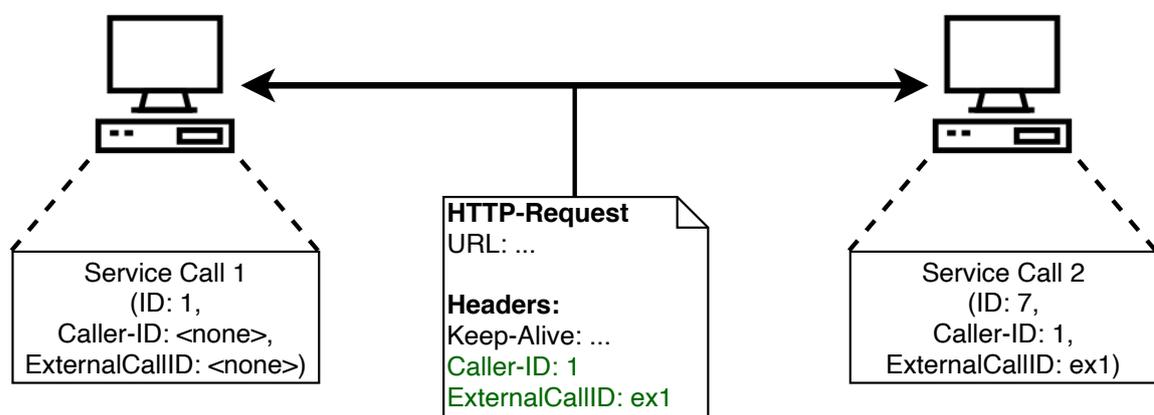 Service Call 1
(ID: 1,
Caller-ID: <none>,
ExternalCallID: <none>)
HTTP-Request
URL: ...
Headers:
Keep-Alive: ...
Caller-ID: 1
ExternalCallID: ex1
Service Call 2
(ID: 7,
Caller-ID: 1,
ExternalCallID: ex1)